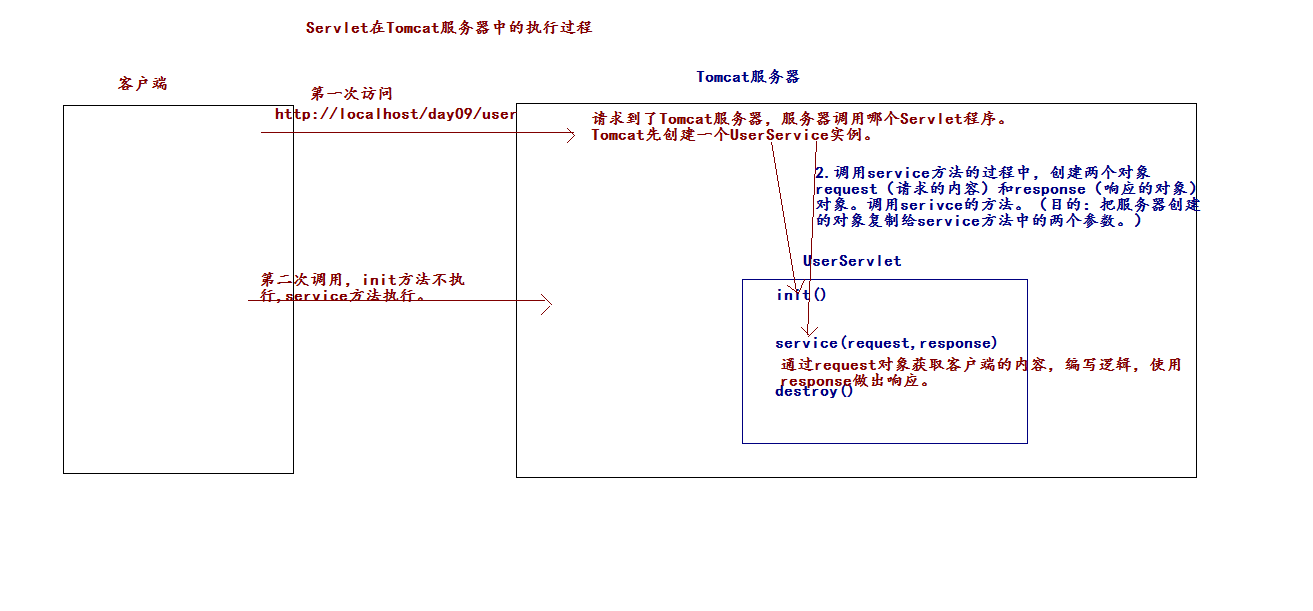 Servlet在Tomcat服务器中的执行过程
客户端
第一次访问
http://localhost/day09/user
Tomcat服务器
请求到了Tomcat服务器，服务器调用哪个Servlet程序。
Tomcat先创建一个UserService实例。
2.调用service方法的过程中，创建两个对象
request（请求的内容）和response（响应的对象）
对象。调用serivce的方法。（目的：把服务器创建
的对象复制给service方法中的两个参数。）
第二次调用，init方法不执
行,service方法执行。
UserServlet
init()
service(request,response)
通过request对象获取客户端的内容，编写逻辑，使用
response做出响应。
destroy()